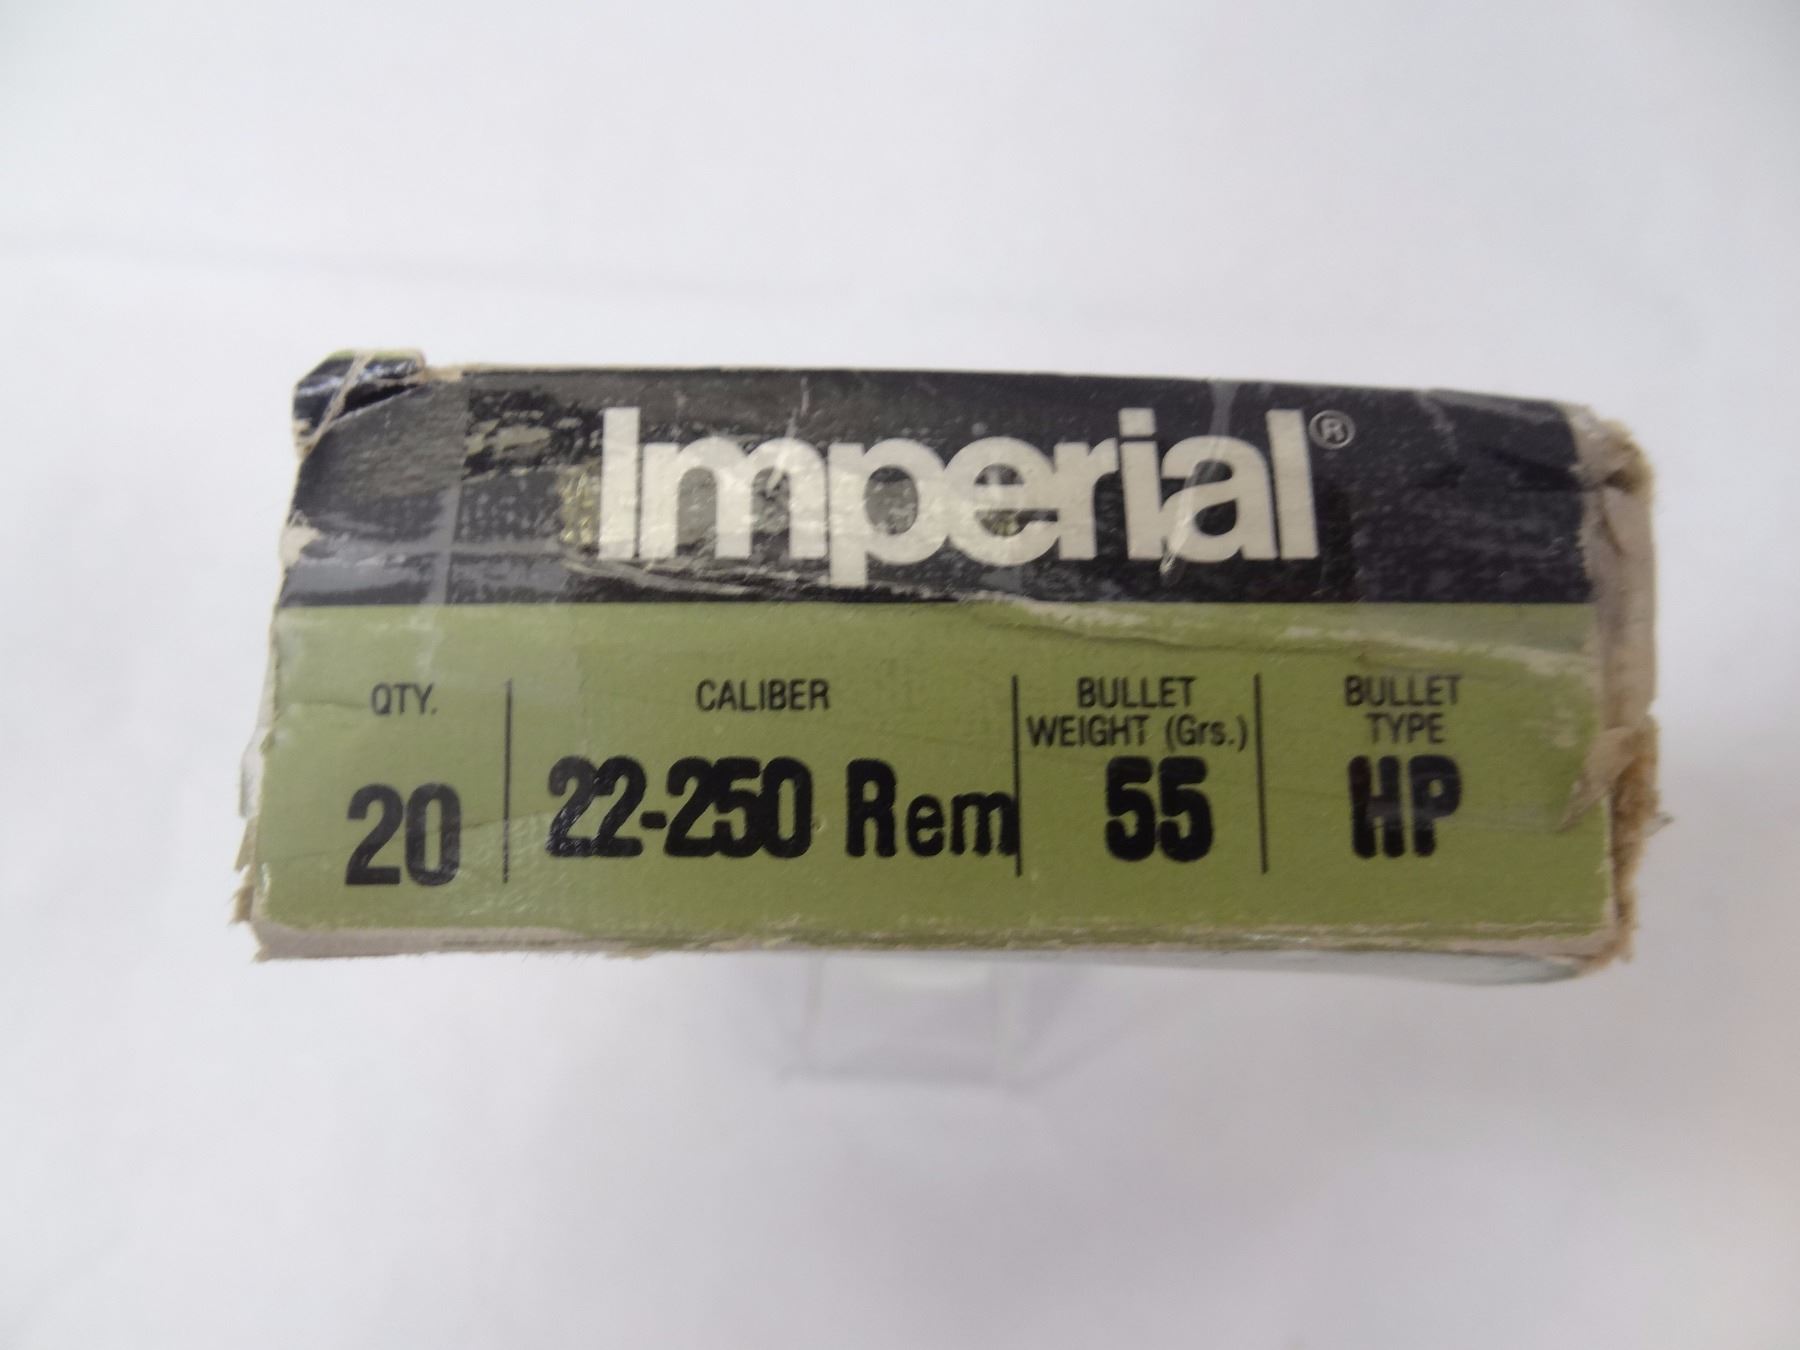 Imperial®
QTY. CALIBER BULLET WEIGHT (Grs.) BULLET TYPE
20 22-250 Rem 55 HP